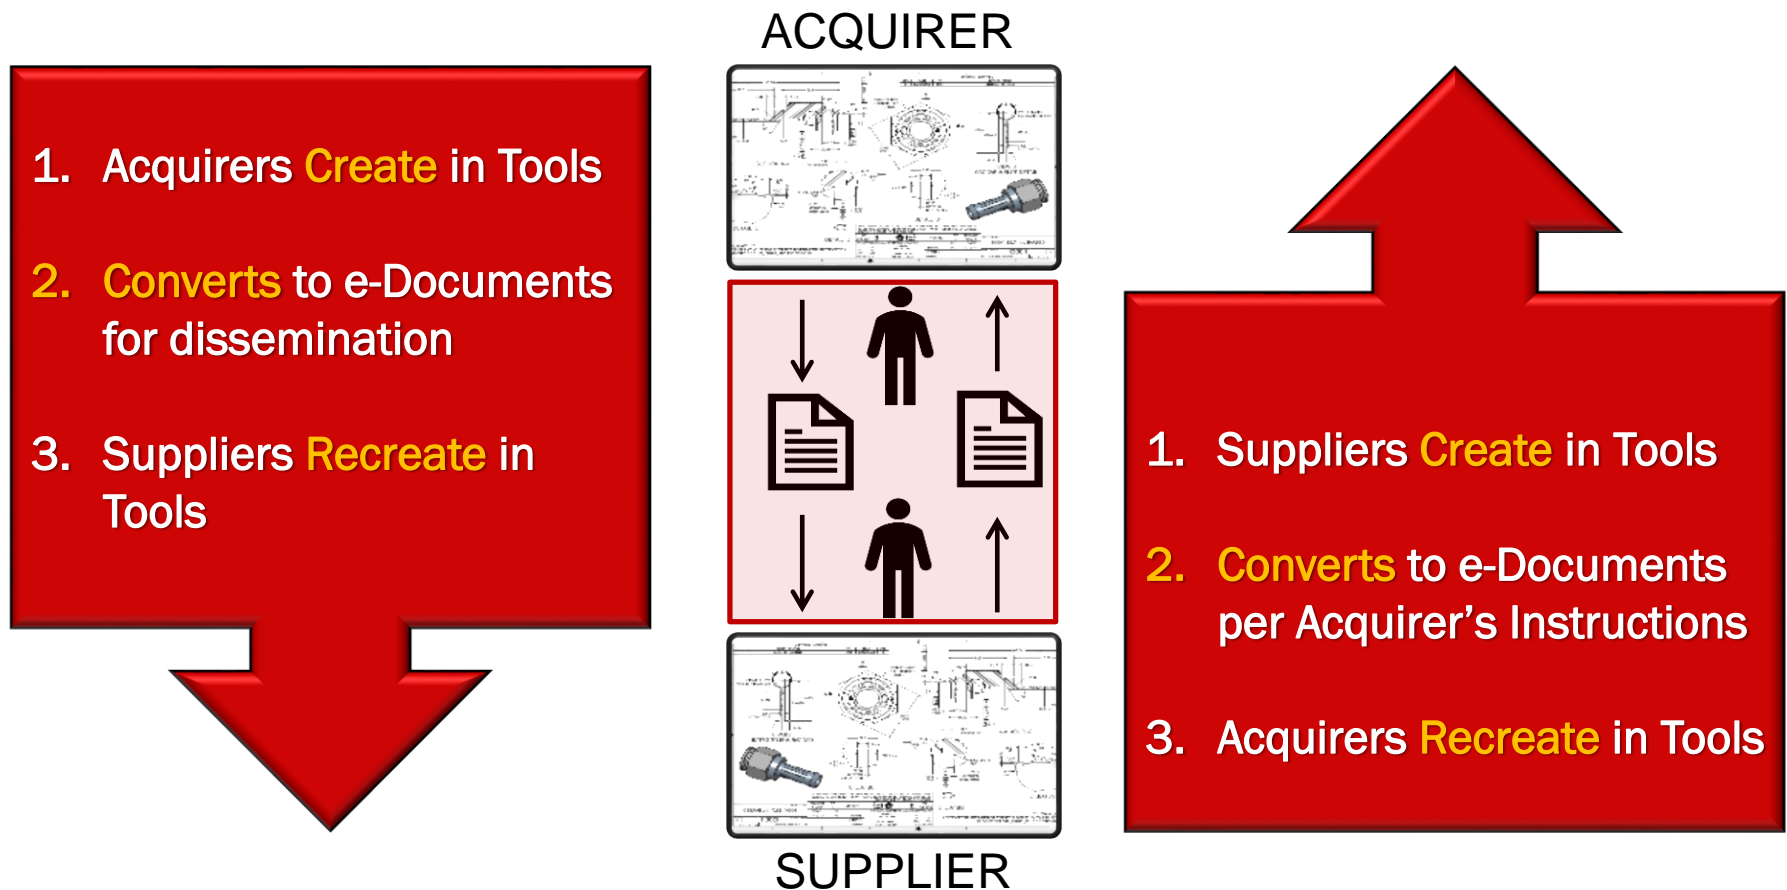 ACQUIRER
1. Acquirers Create in Tools
2. Converts to e-Documents
for dissemination
3. Suppliers Recreate in
Tools
1. Suppliers Create in Tools
2. Converts to e-Documents
per Acquirer’s Instructions
3. Acquirers Recreate in Tools
SUPPLIER